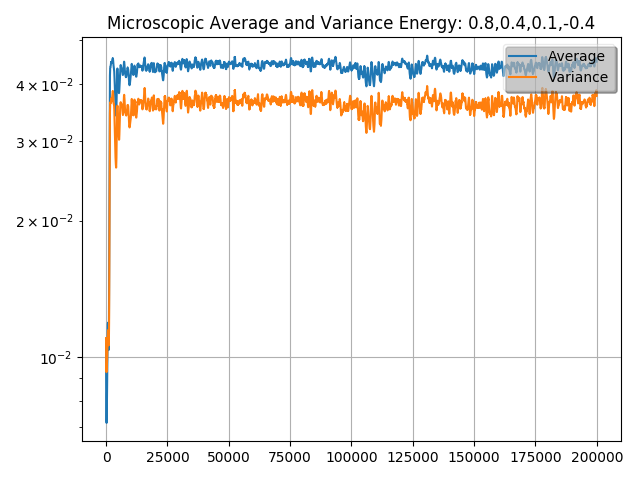 Microscopic Average and Variance Energy: 0.8,0.4,0.1,-0.4
Average
Variance
4 × 10⁻²
3 × 10⁻²
2 × 10⁻²
10⁻²
0 25000 50000 75000 100000 125000 150000 175000 200000